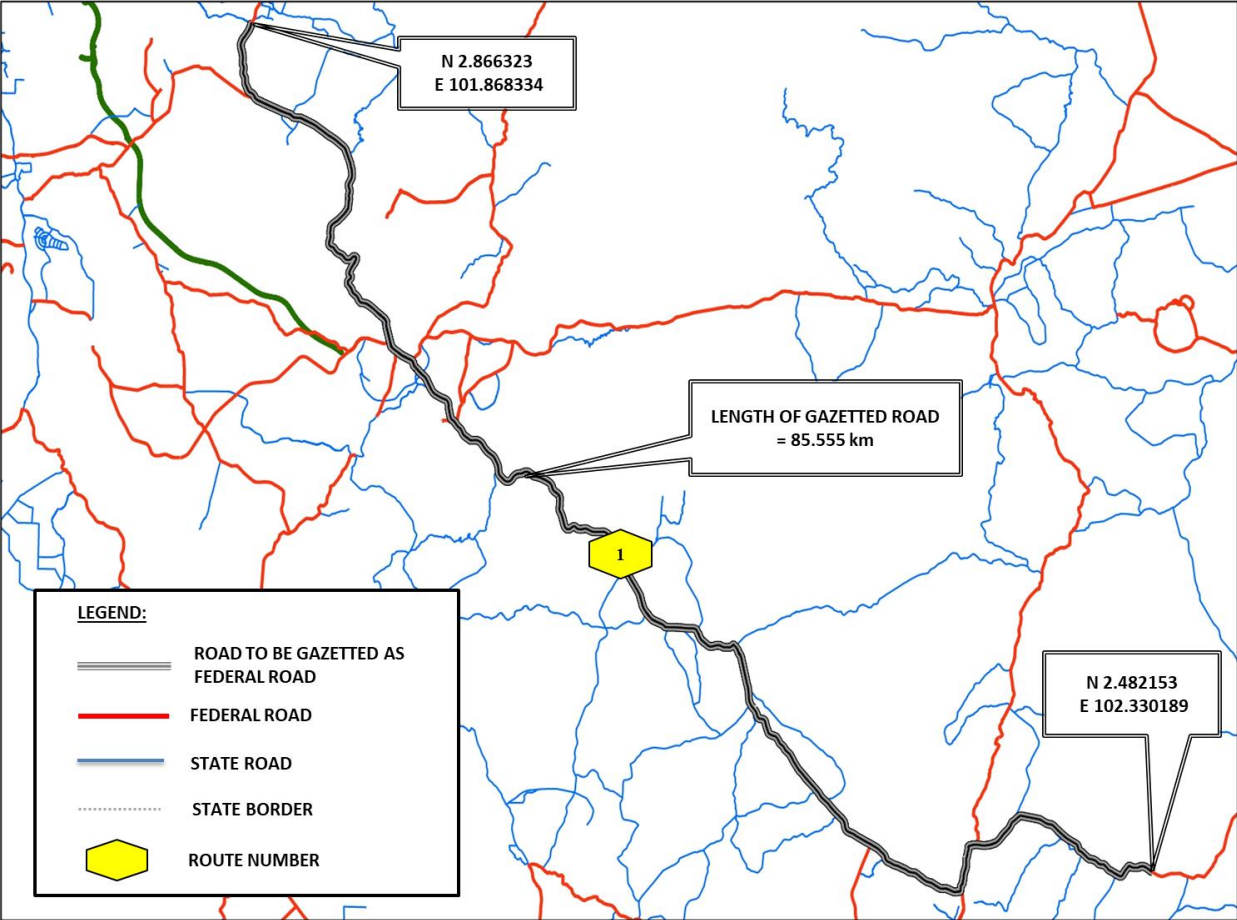 N 2.866323
E 101.868334
LENGTH OF GAZETTED ROAD
= 85.555 km
1
LEGEND:
ROAD TO BE GAZETTED AS
FEDERAL ROAD
FEDERAL ROAD
STATE ROAD
STATE BORDER
ROUTE NUMBER
N 2.482153
E 102.330189